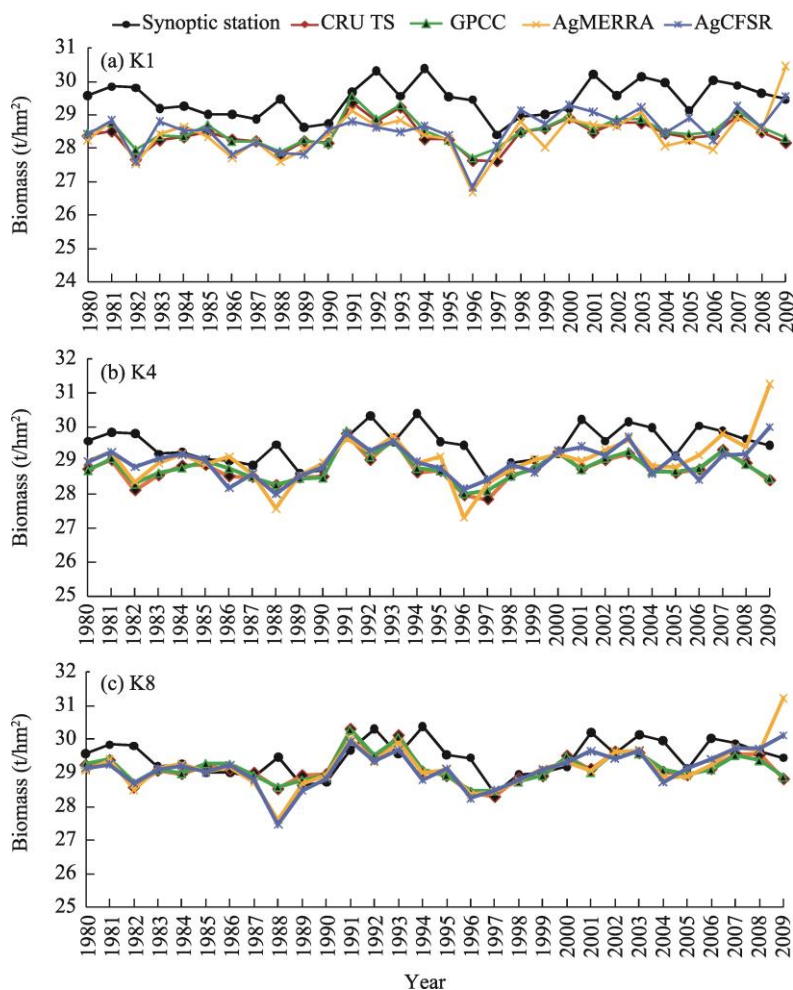 Synoptic station CRU TS GPCC AgMERRA AgCFSR
(a) K1
Biomass (t/hm²)
31
30
29
28
27
26
25
24
1980 1981 1982 1983 1984 1985 1986 1987 1988 1989 1990 1991 1992 1993 1994 1995 1996 1997 1998 1999 2000 2001 2002 2003 2004 2005 2006 2007 2008 2009
(b) K4
Biomass (t/hm²)
32
31
30
29
28
27
26
25
1980 1981 1982 1983 1984 1985 1986 1987 1988 1989 1990 1991 1992 1993 1994 1995 1996 1997 1998 1999 2000 2001 2002 2003 2004 2005 2006 2007 2008 2009
(c) K8
Biomass (t/hm²)
32
31
30
29
28
27
26
25
1980 1981 1982 1983 1984 1985 1986 1987 1988 1989 1990 1991 1992 1993 1994 1995 1996 1997 1998 1999 2000 2001 2002 2003 2004 2005 2006 2007 2008 2009
Year